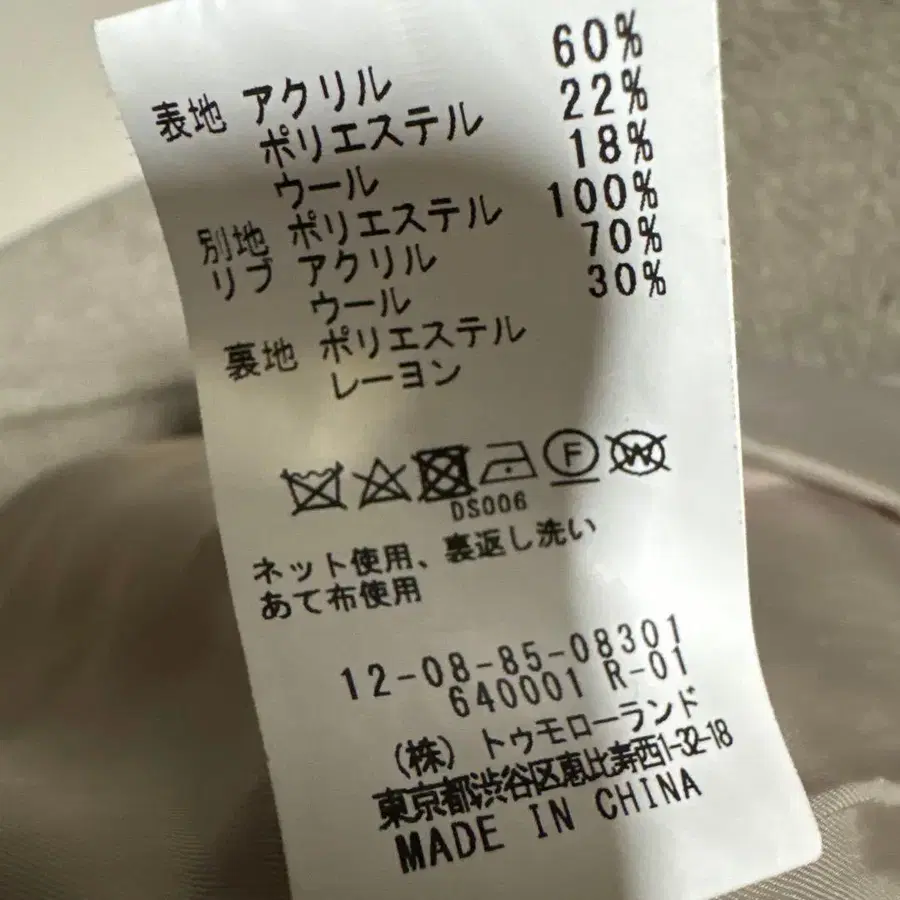 表地 アクリル 60%
ポリエステル 22%
ウール 18%
別地 ポリエステル 100%
リブ アクリル 70%
ウール 30%
裏地 ポリエステル
レーヨン
F W
DS006
ネット使用、裏返し洗い
あて布使用
12-08-85-08301
640001 R-01
(株) トゥモローランド
東京都渋谷区恵比寿西1-32-18
MADE IN CHINA